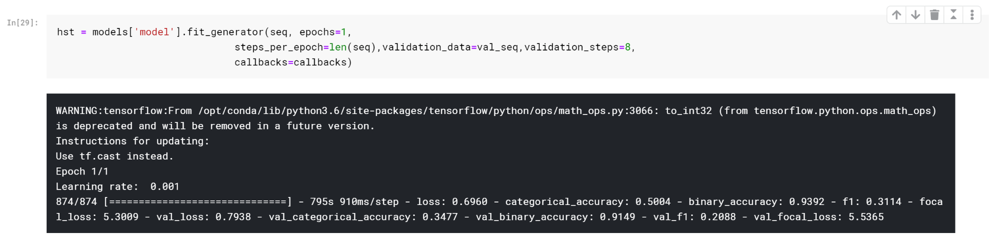 In[29]:
hst = models['model'].fit_generator(seq, epochs=1,
steps_per_epoch=len(seq),validation_data=val_seq,validation_steps=8,
callbacks=callbacks)
WARNING:tensorflow:From /opt/conda/lib/python3.6/site-packages/tensorflow/python/ops/math_ops.py:3066: to_int32 (from tensorflow.python.ops.math_ops)
is deprecated and will be removed in a future version.
Instructions for updating:
Use tf.cast instead.
Epoch 1/1
Learning rate:  0.001
874/874 [==============================] - 795s 910ms/step - loss: 0.6960 - categorical_accuracy: 0.5004 - binary_accuracy: 0.9392 - f1: 0.3114 - foca
l_loss: 5.3009 - val_loss: 0.7938 - val_categorical_accuracy: 0.3477 - val_binary_accuracy: 0.9149 - val_f1: 0.2088 - val_focal_loss: 5.5365